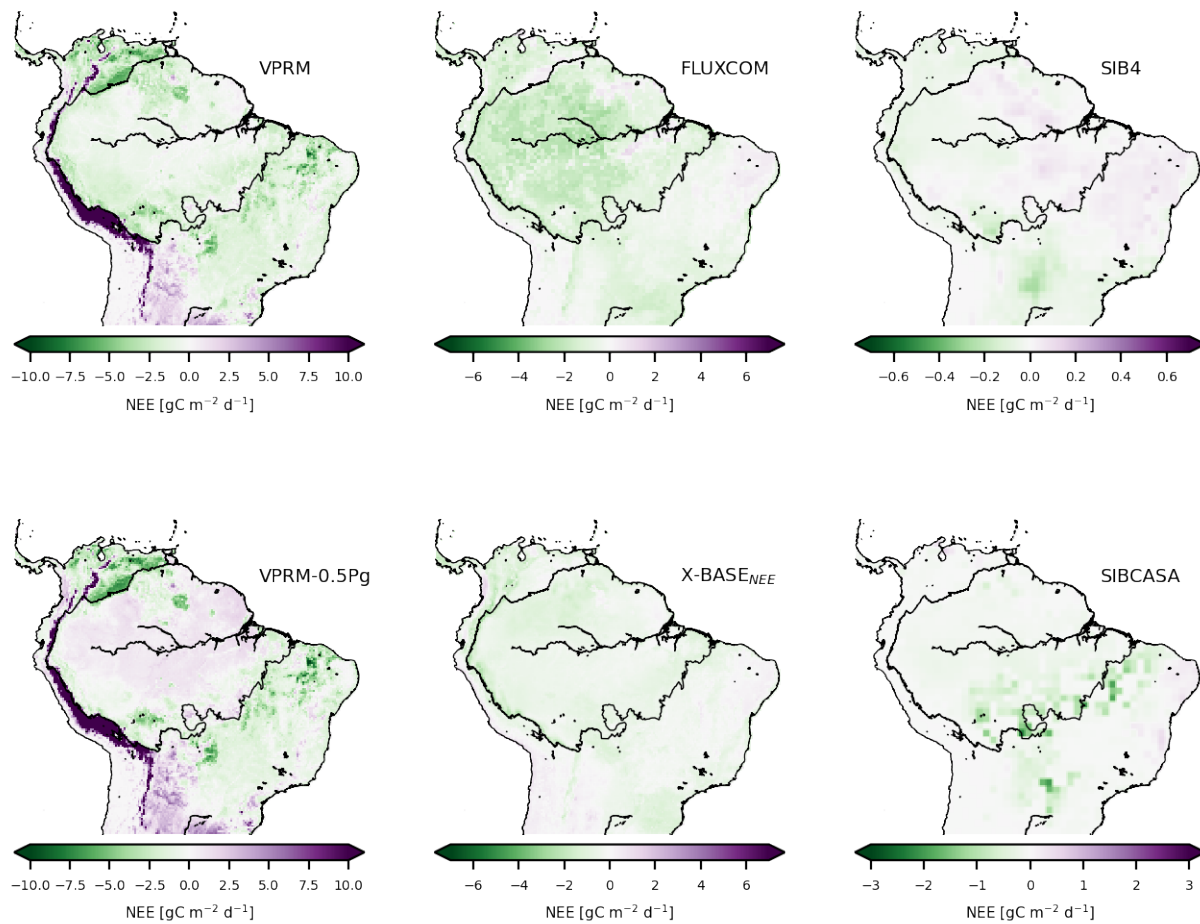 VPRM
FLUXCOM
SIB4
−10.0 −7.5 −5.0 −2.5 0.0 2.5 5.0 7.5 10.0
−6 −4 −2 0 2 4 6
−0.6 −0.4 −0.2 0.0 0.2 0.4 0.6
NEE [gC m⁻² d⁻¹]
NEE [gC m⁻² d⁻¹]
NEE [gC m⁻² d⁻¹]
VPRM-0.5Pg
X-BASE_NEE
SIBCASA
−10.0 −7.5 −5.0 −2.5 0.0 2.5 5.0 7.5 10.0
−6 −4 −2 0 2 4 6
−3 −2 −1 0 1 2 3
NEE [gC m⁻² d⁻¹]
NEE [gC m⁻² d⁻¹]
NEE [gC m⁻² d⁻¹]